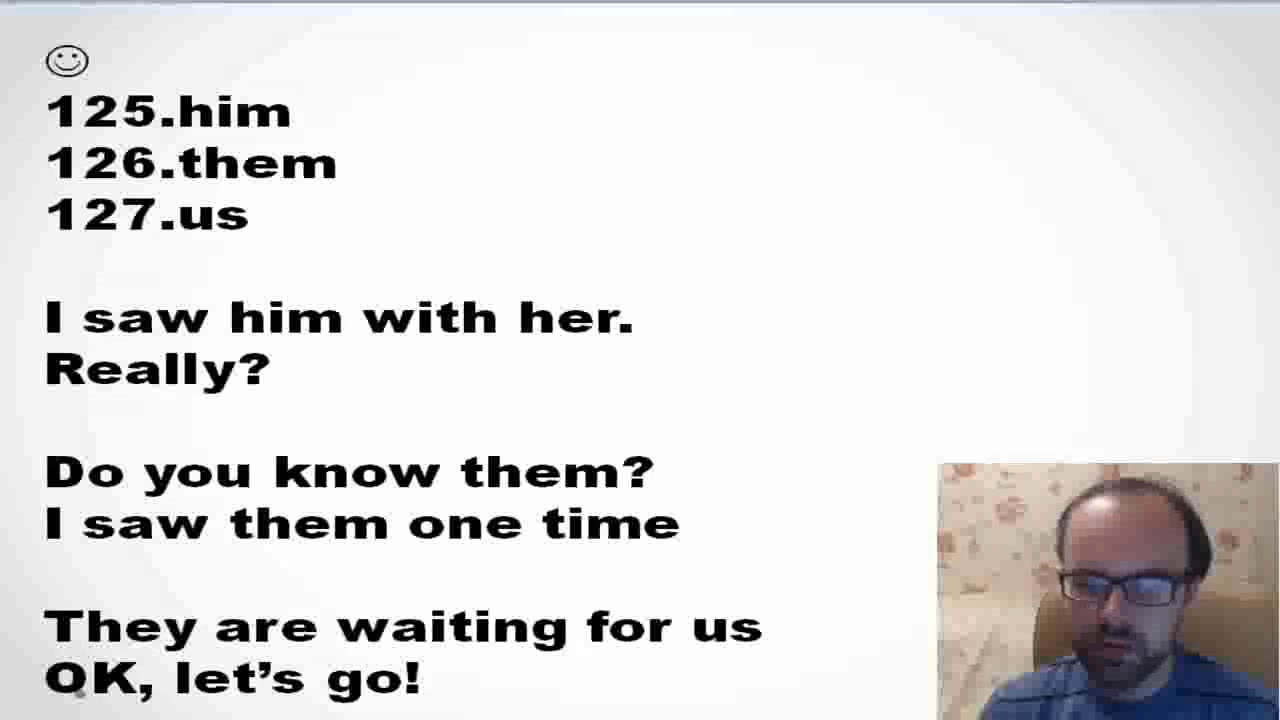 125.him
126.them
127.us
I saw him with her.
Really?
Do you know them?
I saw them one time
They are waiting for us
OK, let’s go!